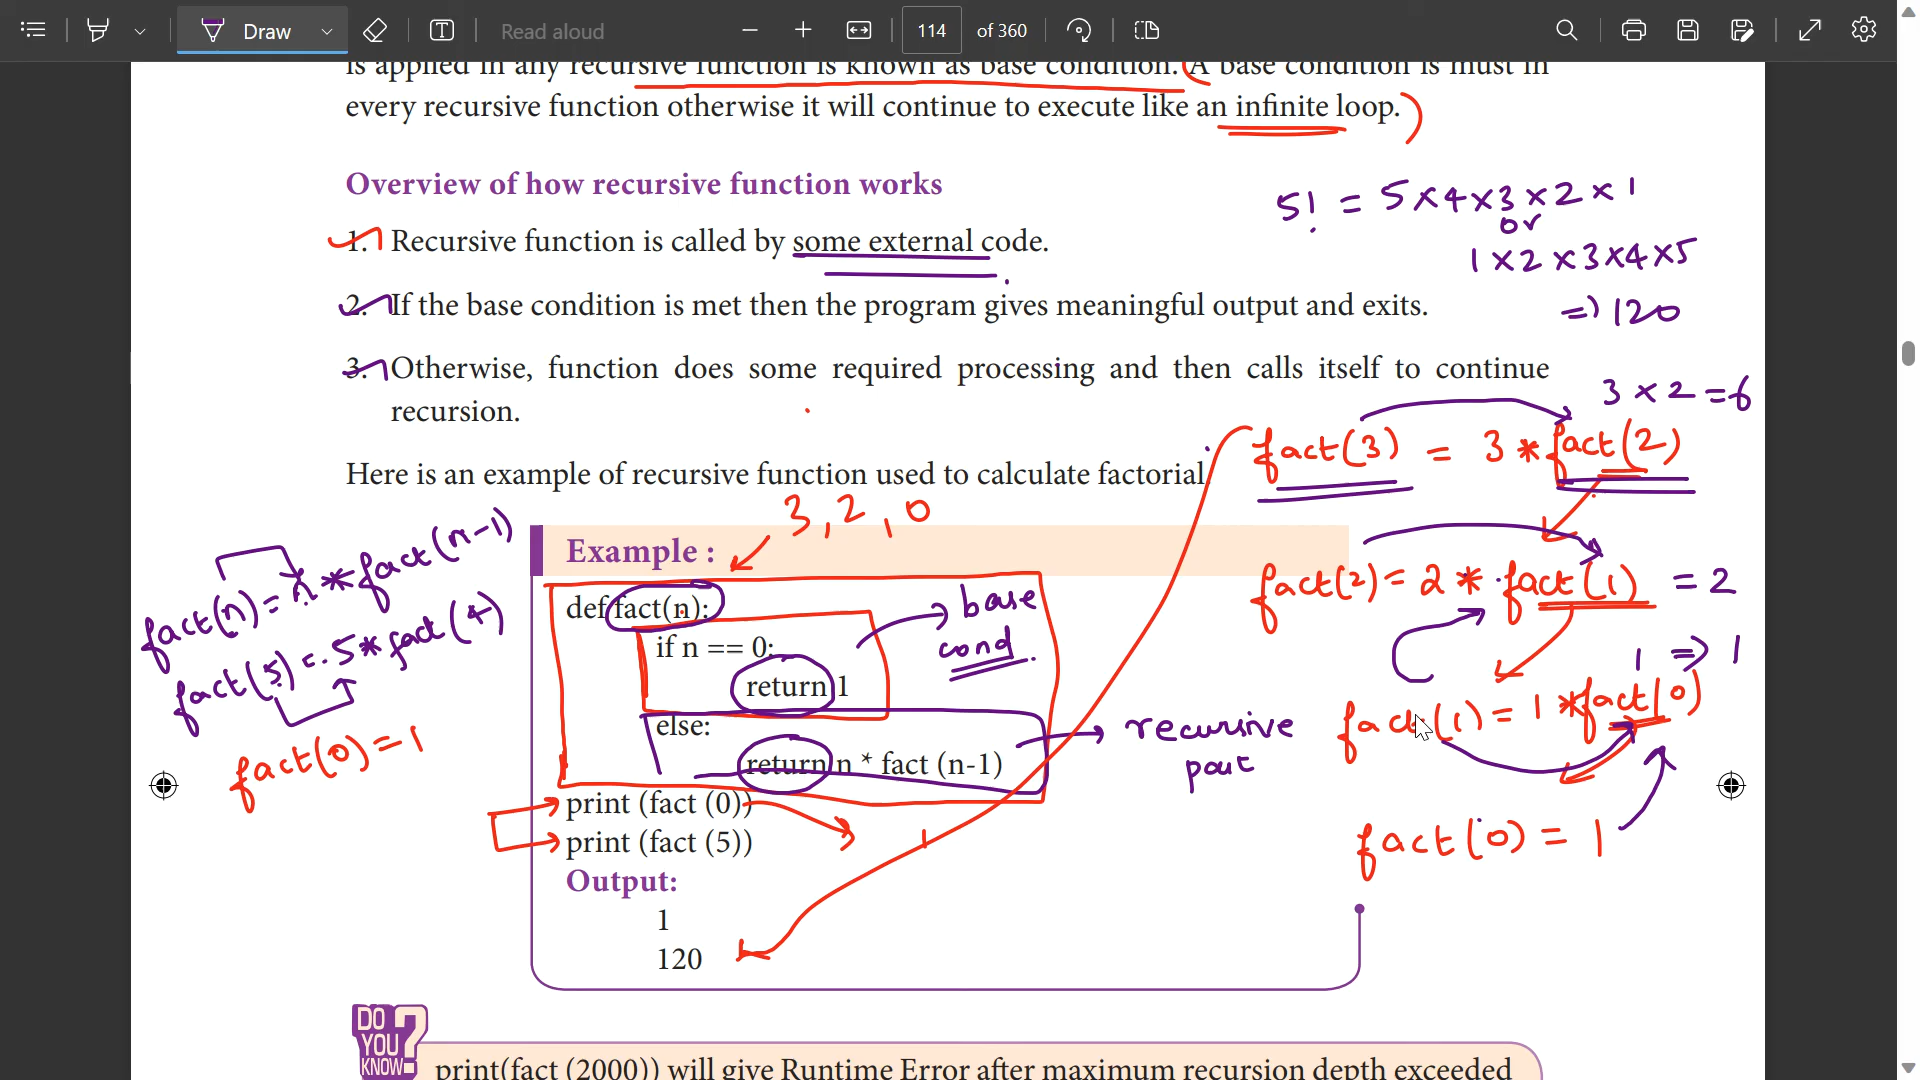 Draw
Read aloud
114 of 360
is applied in any recursive function is known as base condition. A base condition is must in
every recursive function otherwise it will continue to execute like an infinite loop.
Overview of how recursive function works
5! = 5 x 4 x 3 x 2 x 1
or
1 x 2 x 3 x 4 x 5
=> 120
1. Recursive function is called by some external code.
2. If the base condition is met then the program gives meaningful output and exits.
3. Otherwise, function does some required processing and then calls itself to continue
recursion.
3 x 2 = 6
fact(3) = 3 * fact(2)
Here is an example of recursive function used to calculate factorial.
3, 2, 0
Example :
fact(n) = n * fact(n-1)
fact(5) = 5 * fact(4)
fact(0) = 1
def fact(n):
if n == 0:
return 1
else:
return n * fact (n-1)
print (fact (0))
print (fact (5))
Output:
1
120
base
cond
recursive
part
1
fact(2) = 2 * fact(1) = 2
1 => 1
fact(1) = 1 * fact(0)
fact(0) = 1
DO
YOU
KNOW
?
print(fact (2000)) will give Runtime Error after maximum recursion depth exceeded